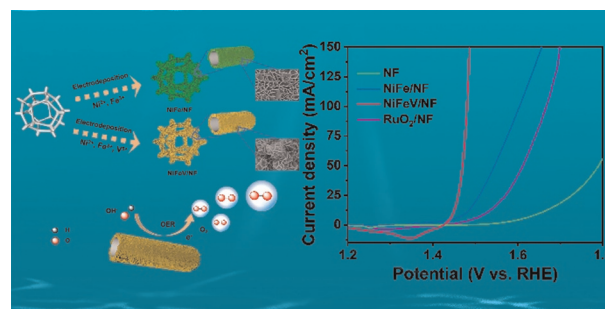 Electrodeposition
Ni²⁺, Fe³⁺
NiFe/NF
Electrodeposition
Ni²⁺, Fe³⁺, V³⁺
NiFeV/NF
OH⁻
OER
O₂
e⁻
H
O
Current density (mA/cm²)
150
125
100
75
50
25
0
NF
NiFe/NF
NiFeV/NF
RuO₂/NF
1.2
1.4
1.6
1.8
Potential (V vs. RHE)